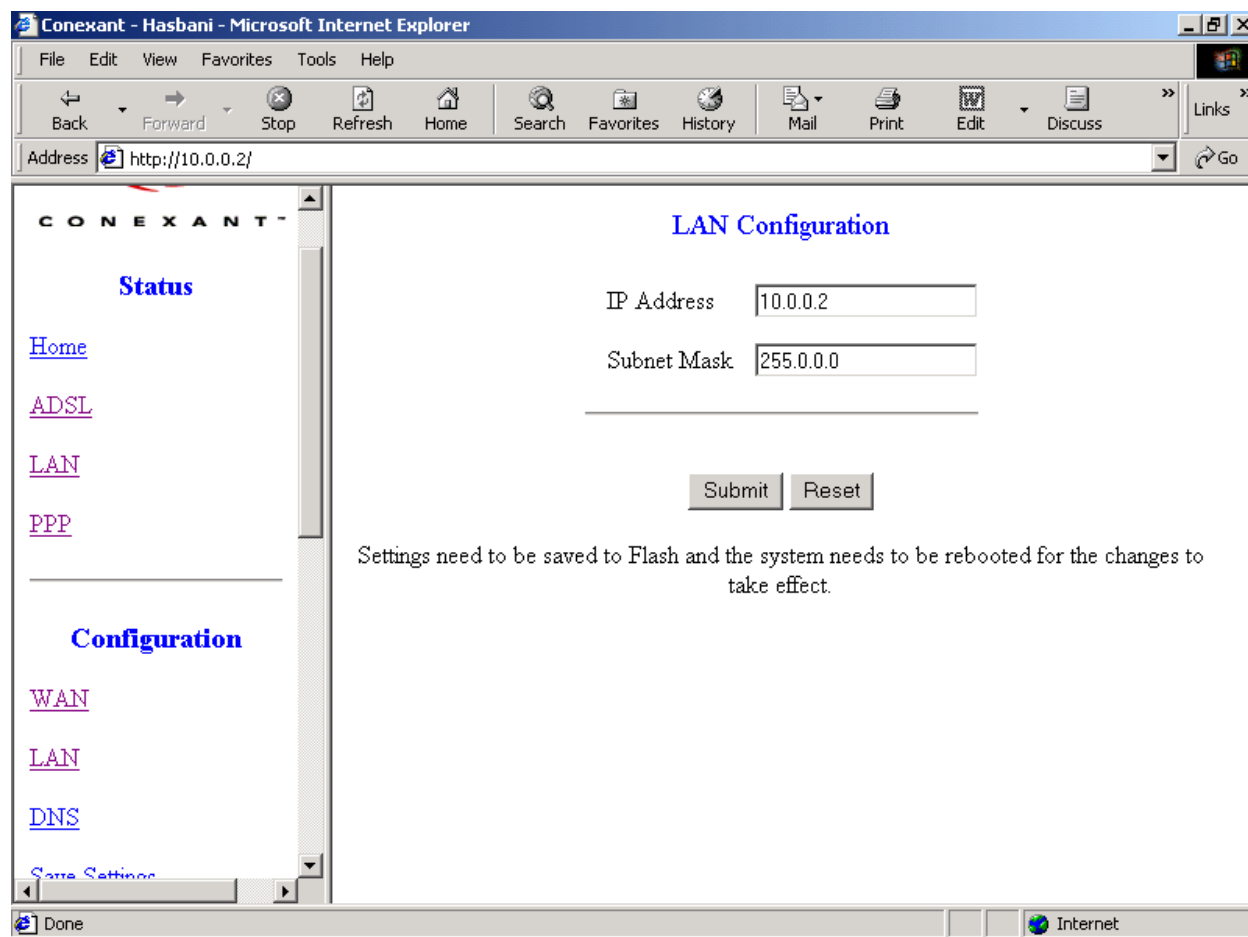 Conexant - Hasbani - Microsoft Internet Explorer
File Edit View Favorites Tools Help
Back Forward Stop Refresh Home Search Favorites History Mail Print Edit Discuss » Links »
Address http://10.0.0.2/ Go
CONEXANT™
Status
Home
ADSL
LAN
PPP
Configuration
WAN
LAN
DNS
Save Settings
LAN Configuration
IP Address 10.0.0.2
Subnet Mask 255.0.0.0
Submit Reset
Settings need to be saved to Flash and the system needs to be rebooted for the changes to
take effect.
Done Internet